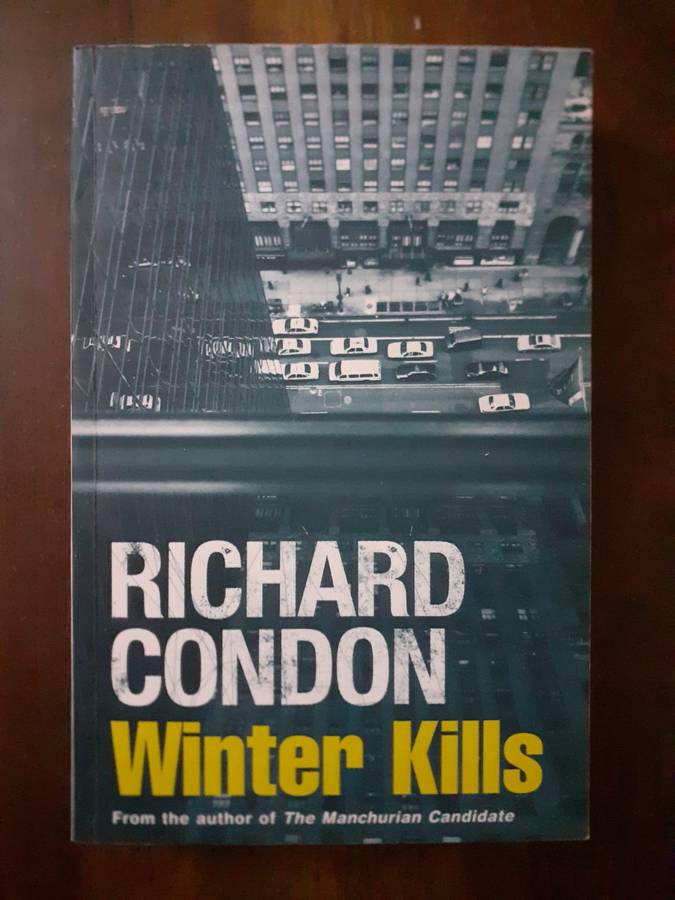 RICHARD
CONDON
Winter Kills
From the author of The Manchurian Candidate